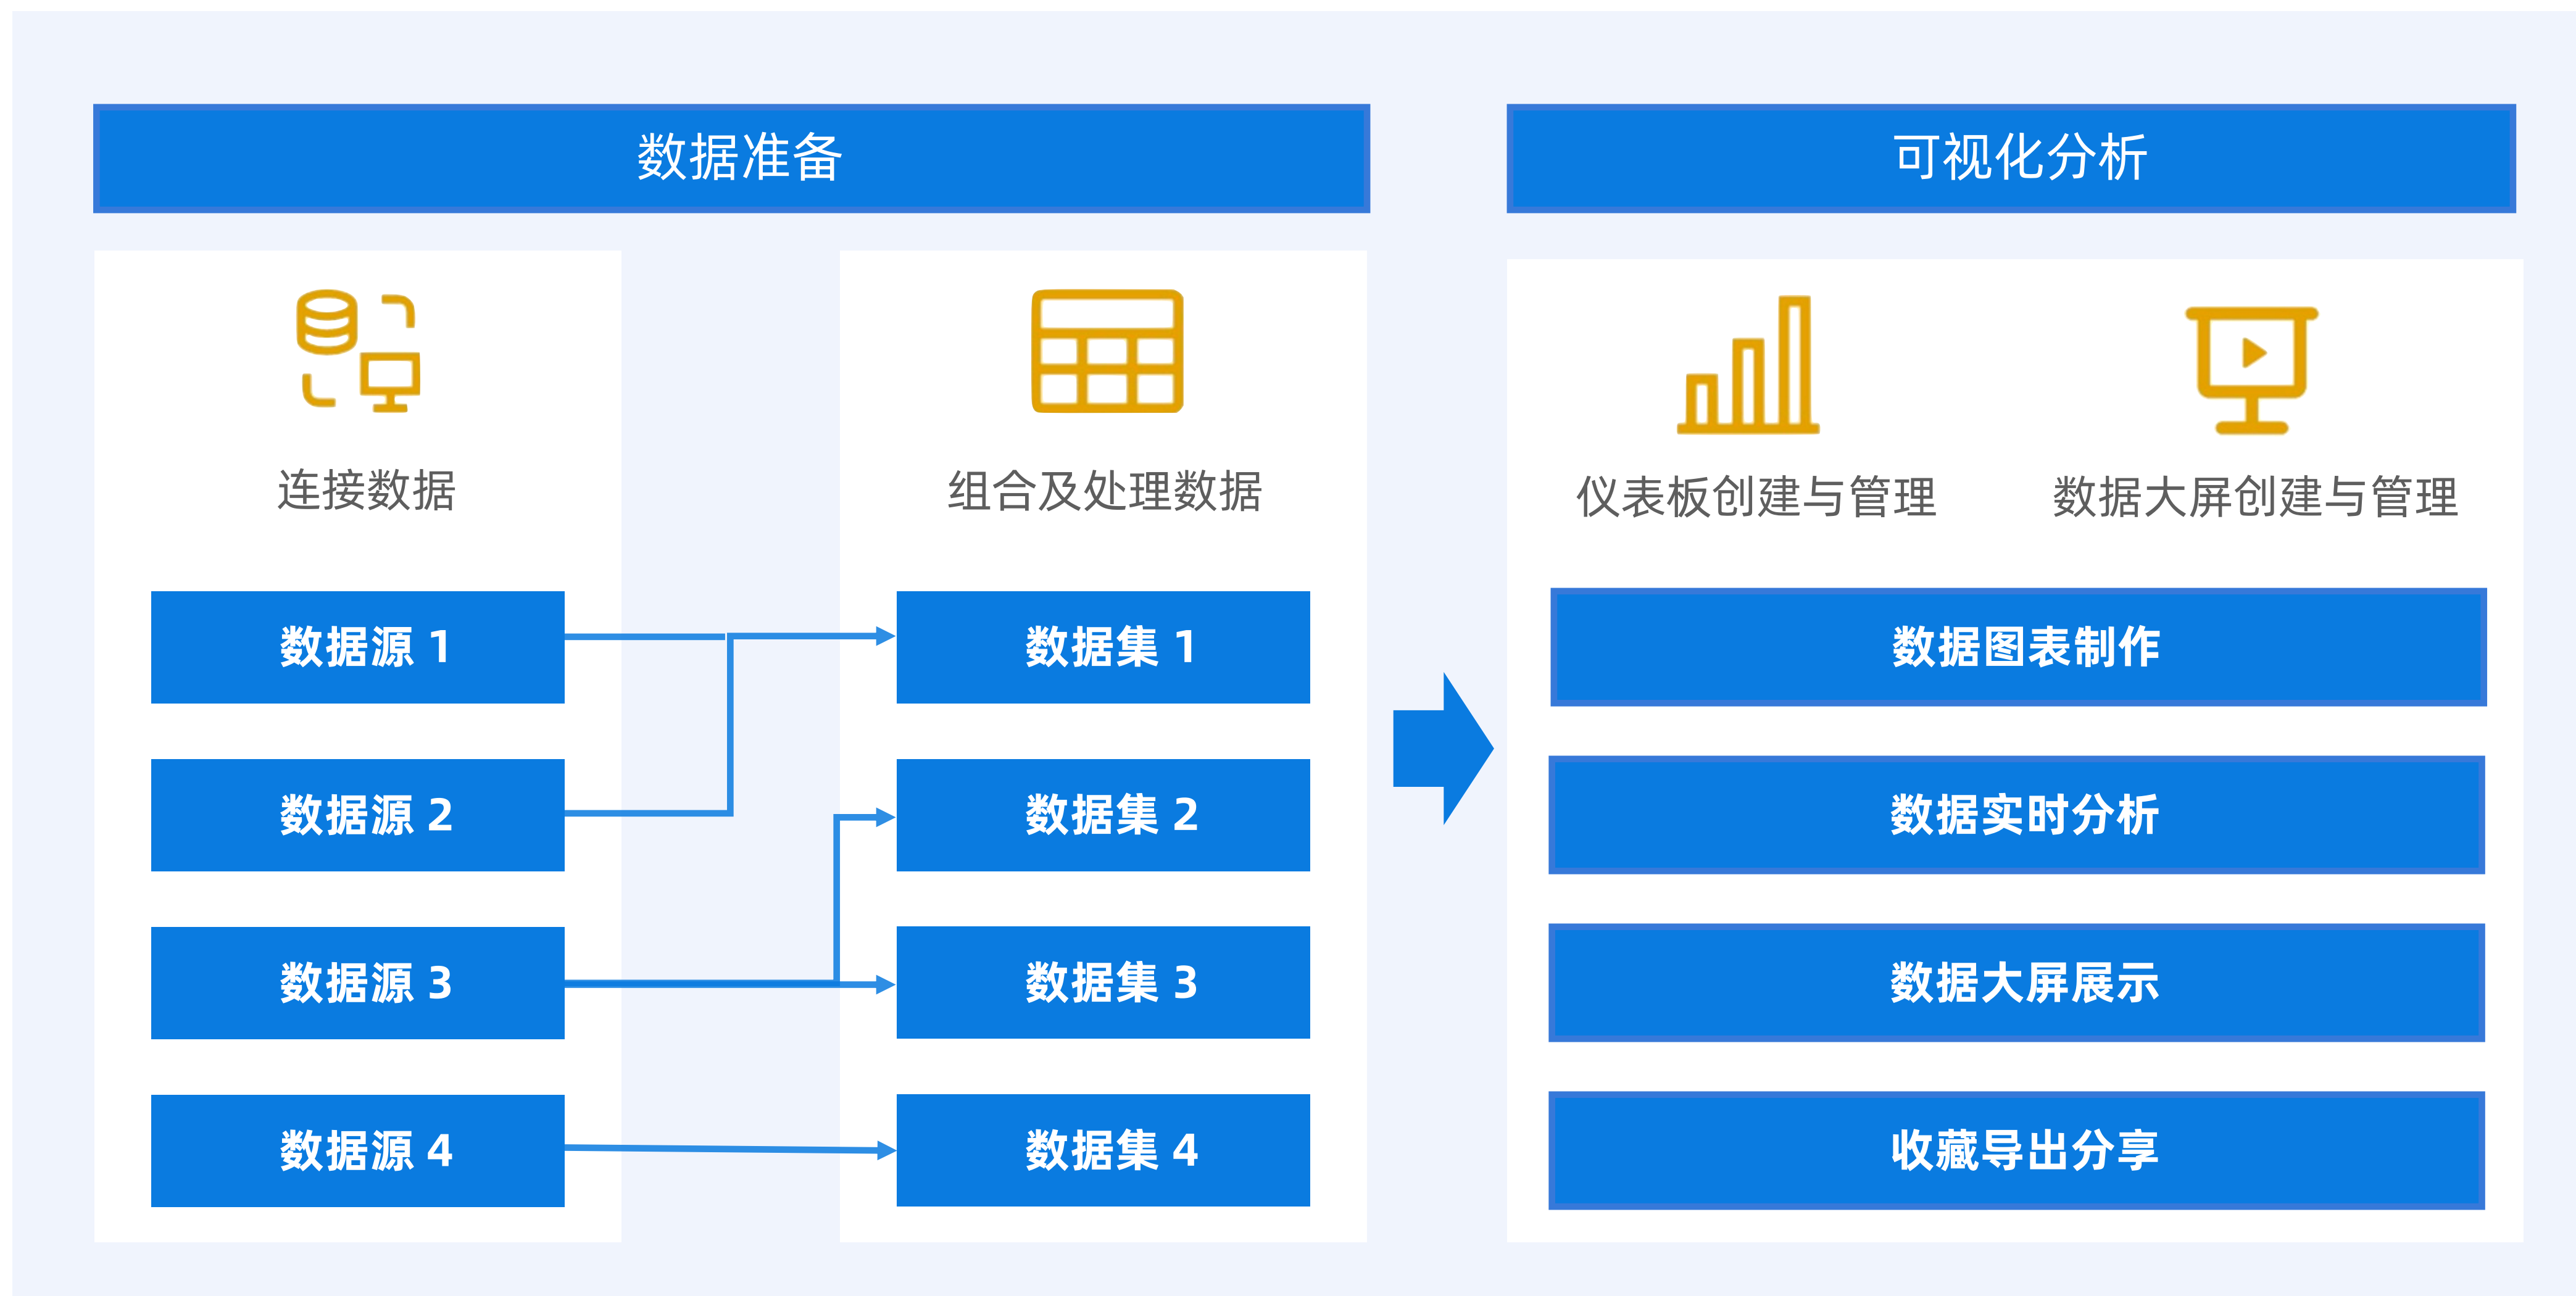 数据准备
可视化分析
连接数据
组合及处理数据
仪表板创建与管理
数据大屏创建与管理
数据源 1
数据集 1
数据图表制作
数据源 2
数据集 2
数据实时分析
数据源 3
数据集 3
数据大屏展示
数据源 4
数据集 4
收藏导出分享